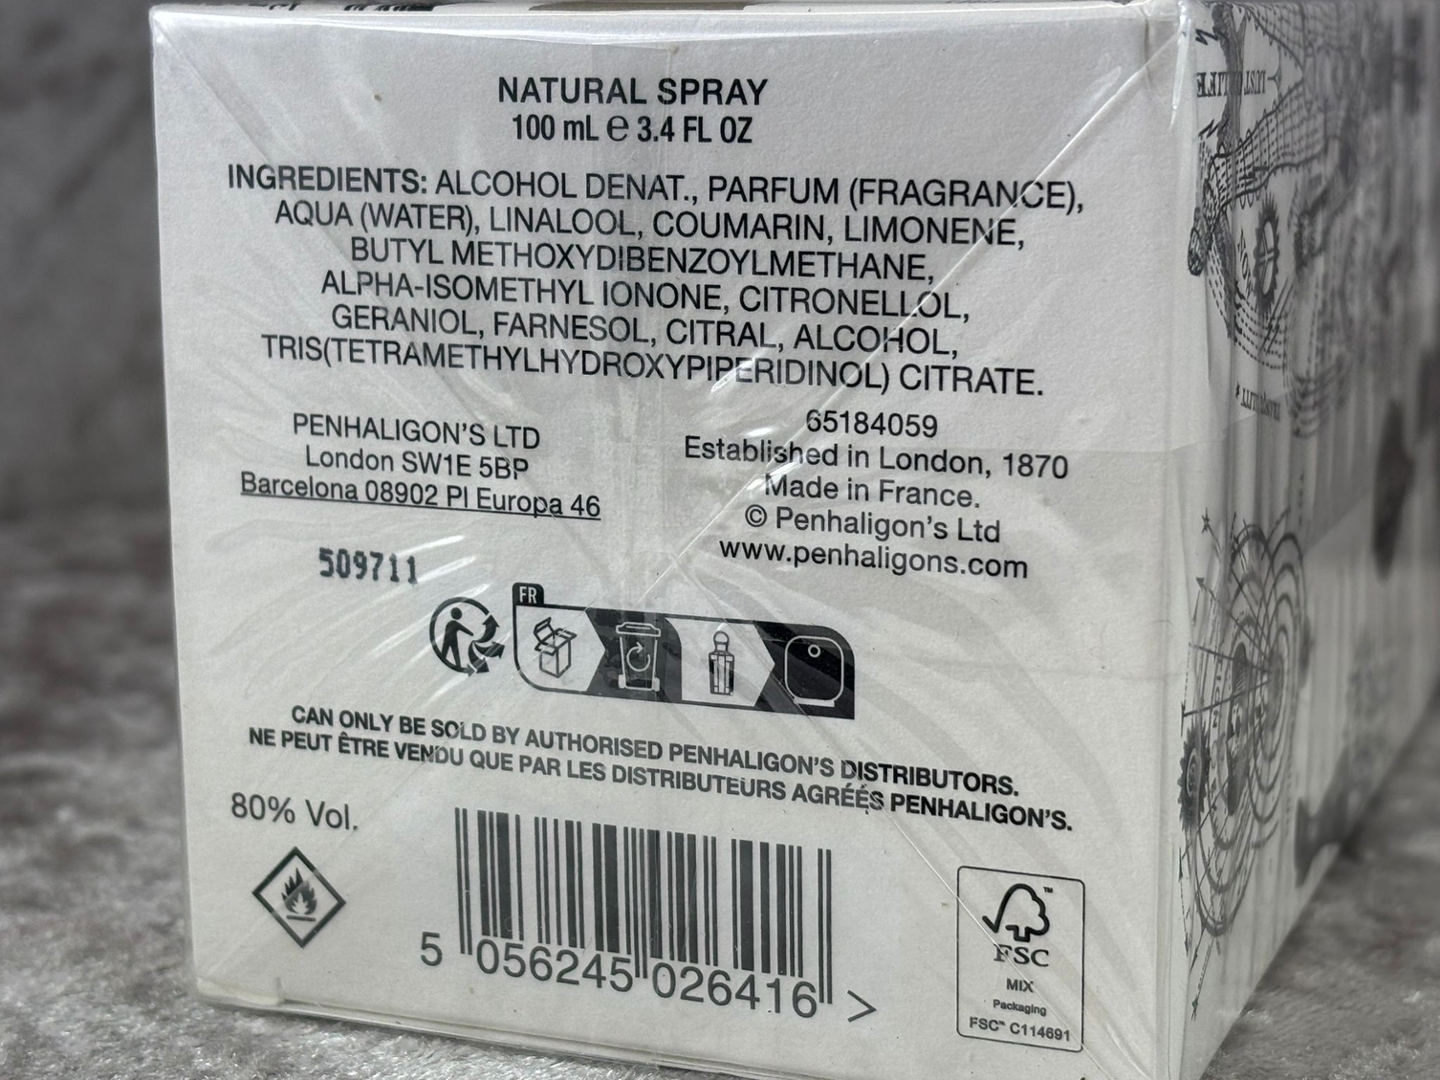 NATURAL SPRAY
100 mL ℮ 3.4 FL OZ
INGREDIENTS: ALCOHOL DENAT., PARFUM (FRAGRANCE),
AQUA (WATER), LINALOOL, COUMARIN, LIMONENE,
BUTYL METHOXYDIBENZOYLMETHANE,
ALPHA-ISOMETHYL IONONE, CITRONELLOL,
GERANIOL, FARNESOL, CITRAL, ALCOHOL,
TRIS(TETRAMETHYLHYDROXYPIPERIDINOL) CITRATE.
PENHALIGON'S LTD
London SW1E 5BP
Barcelona 08902 Pl Europa 46
65184059
Established in London, 1870
Made in France.
© Penhaligon's Ltd
www.penhaligons.com
509711
FR
CAN ONLY BE SOLD BY AUTHORISED PENHALIGON'S DISTRIBUTORS.
NE PEUT ÊTRE VENDU QUE PAR LES DISTRIBUTEURS AGRÉÉS PENHALIGON'S.
80% Vol.
5 056245 026416 >
™
FSC
MIX
Packaging
FSC™ C114691